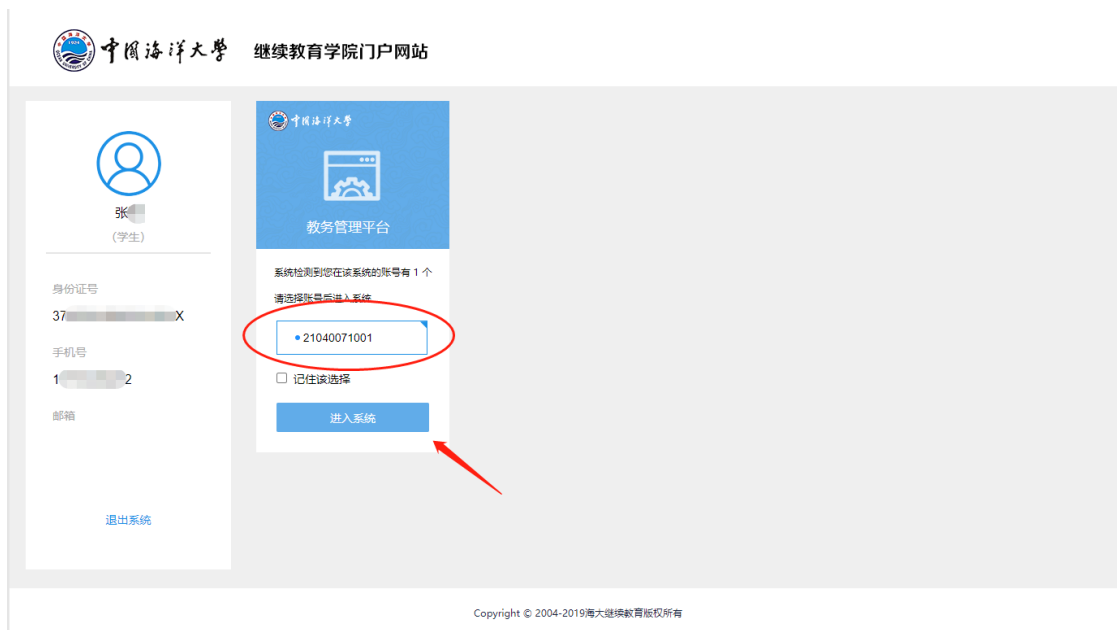 中国海洋大学 继续教育学院门户网站
张
(学生)
身份证号
37 X
手机号
1 2
邮箱
退出系统
中国海洋大学
教务管理平台
系统检测到您在该系统的账号有 1 个
请选择账号后进入系统
21040071001
记住该选择
进入系统
Copyright © 2004-2019海大继续教育版权所有